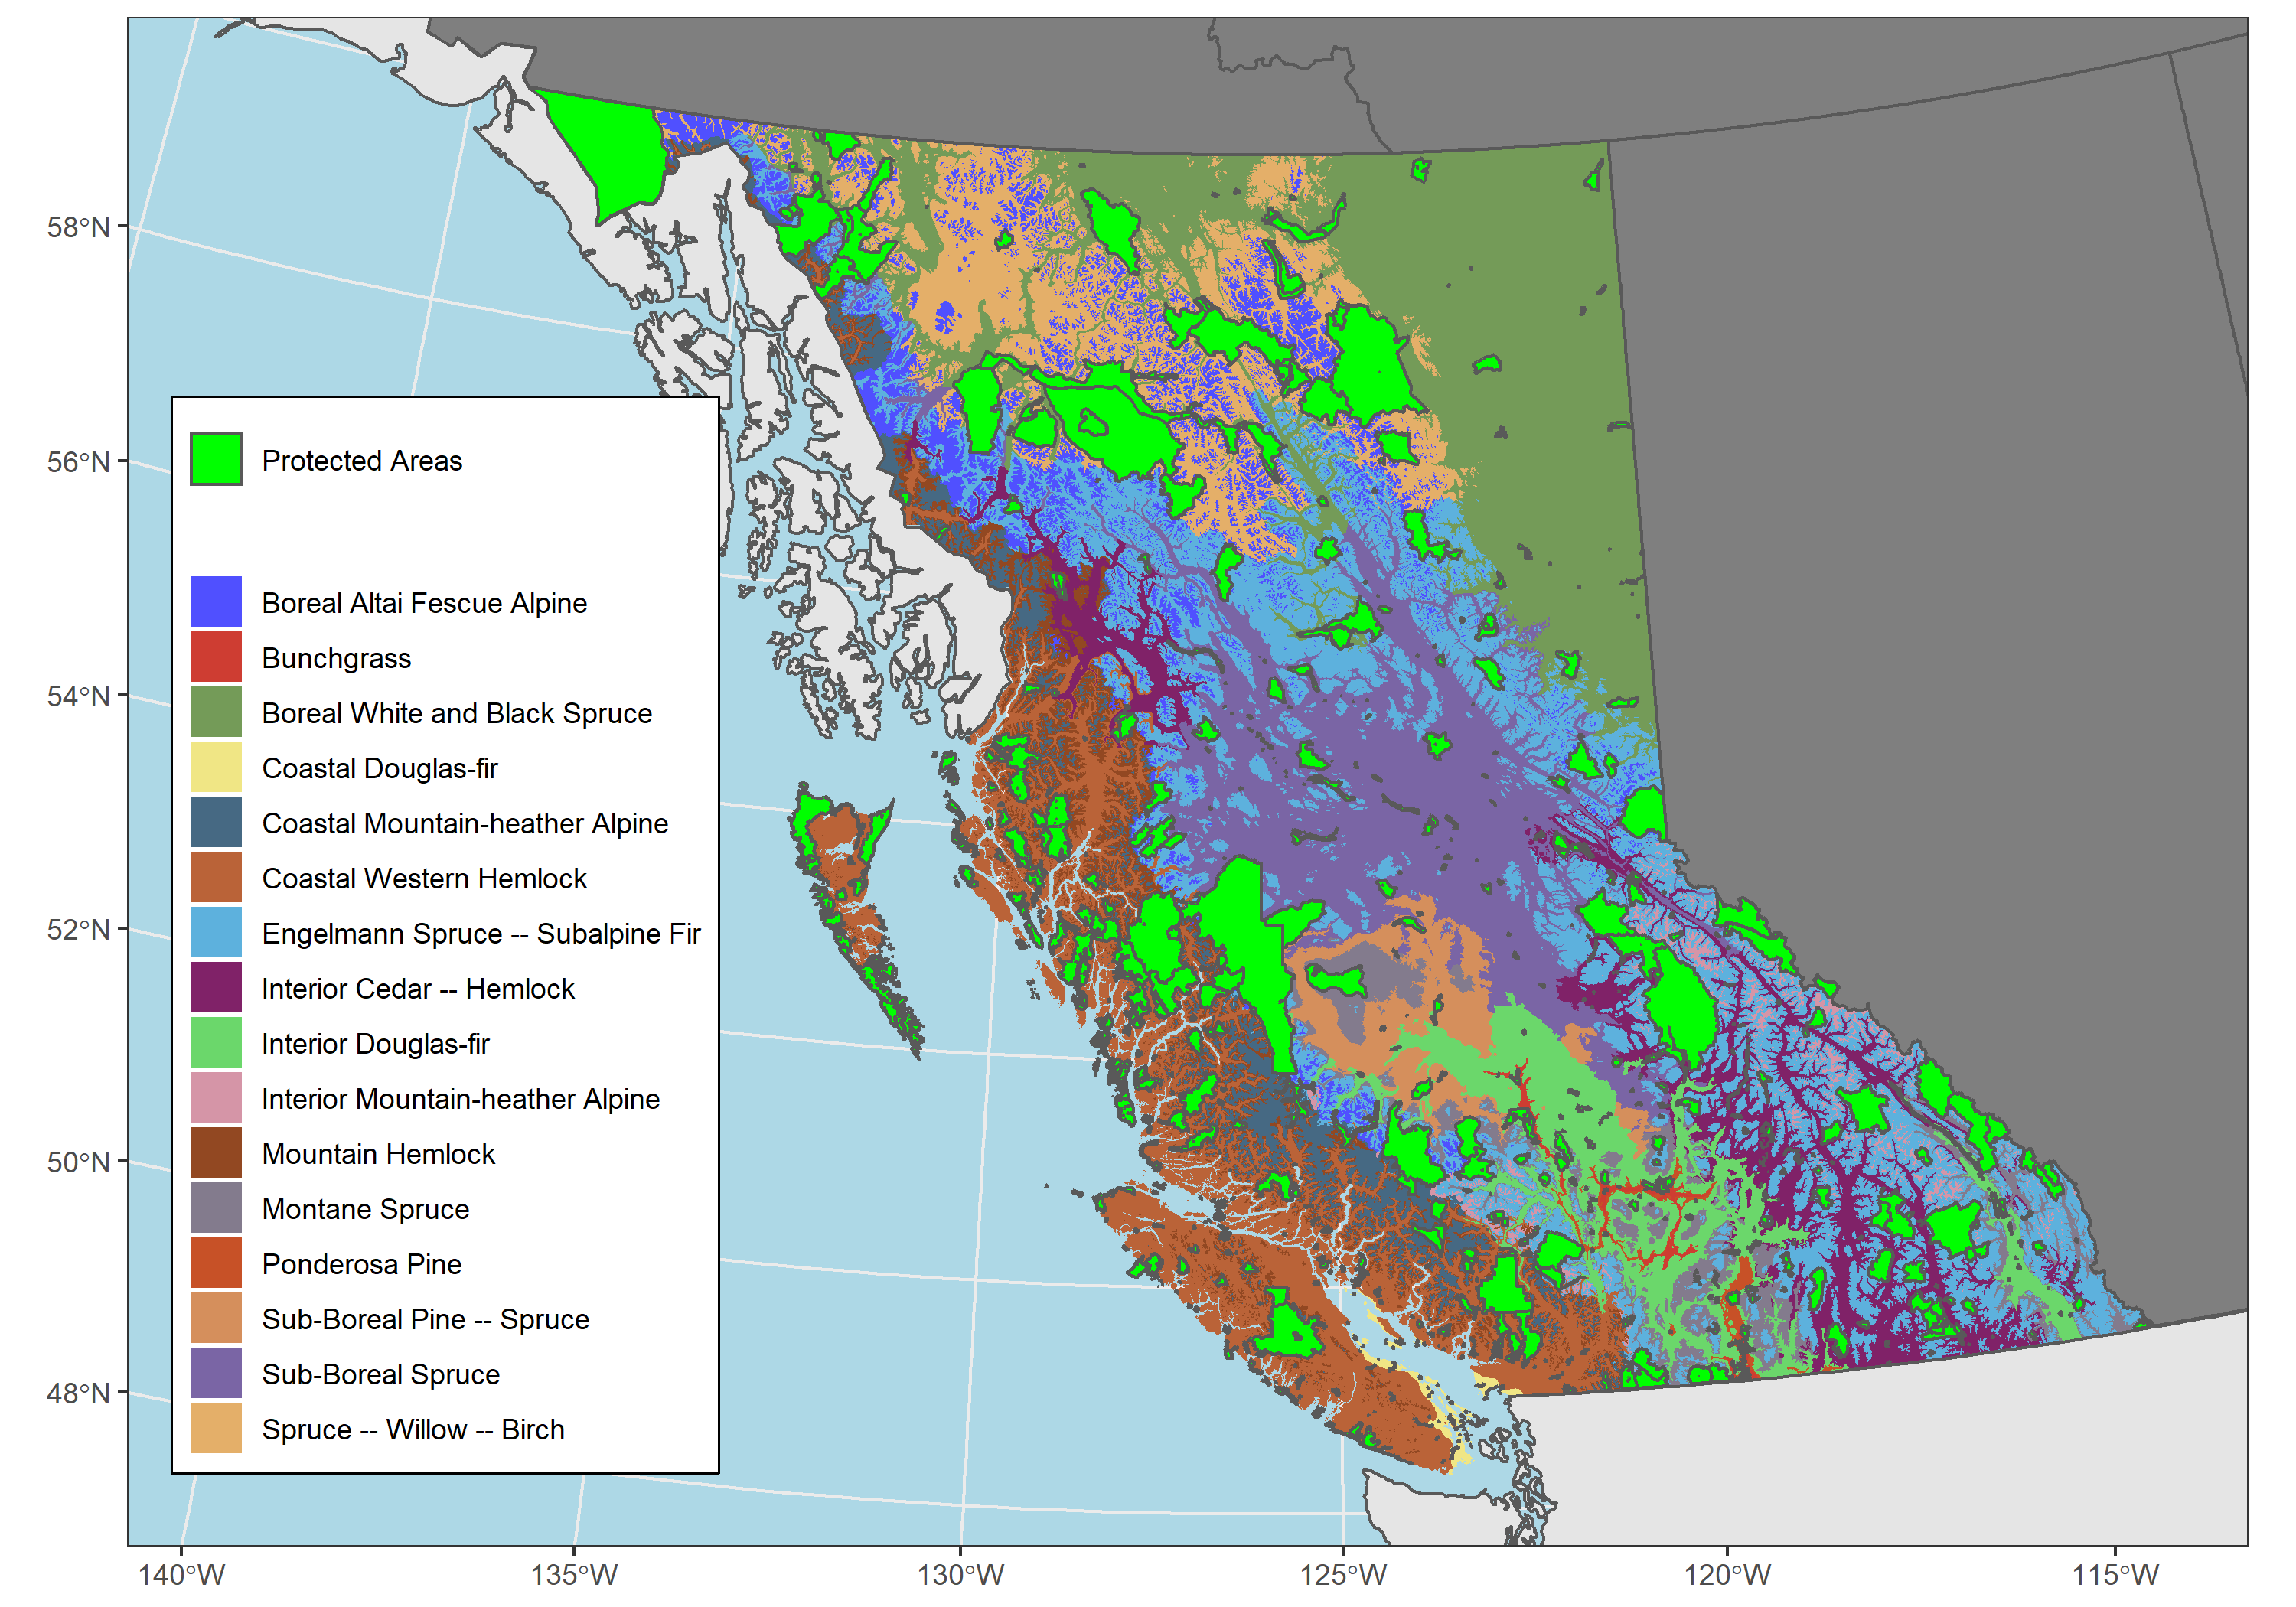 58°N
56°N
54°N
52°N
50°N
48°N
Protected Areas
Boreal Altai Fescue Alpine
Bunchgrass
Boreal White and Black Spruce
Coastal Douglas-fir
Coastal Mountain-heather Alpine
Coastal Western Hemlock
Engelmann Spruce -- Subalpine Fir
Interior Cedar -- Hemlock
Interior Douglas-fir
Interior Mountain-heather Alpine
Mountain Hemlock
Montane Spruce
Ponderosa Pine
Sub-Boreal Pine -- Spruce
Sub-Boreal Spruce
Spruce -- Willow -- Birch
140°W
135°W
130°W
125°W
120°W
115°W